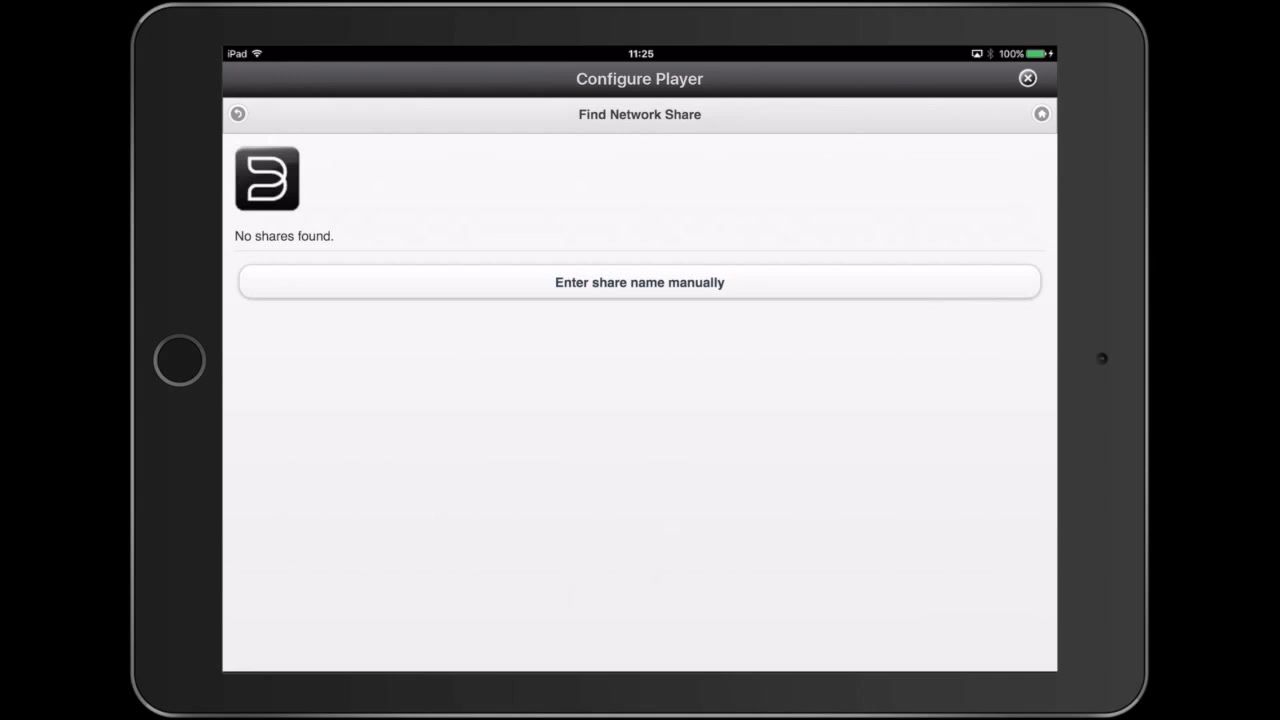 iPad 11:25 100%
Configure Player
Find Network Share
No shares found.
Enter share name manually